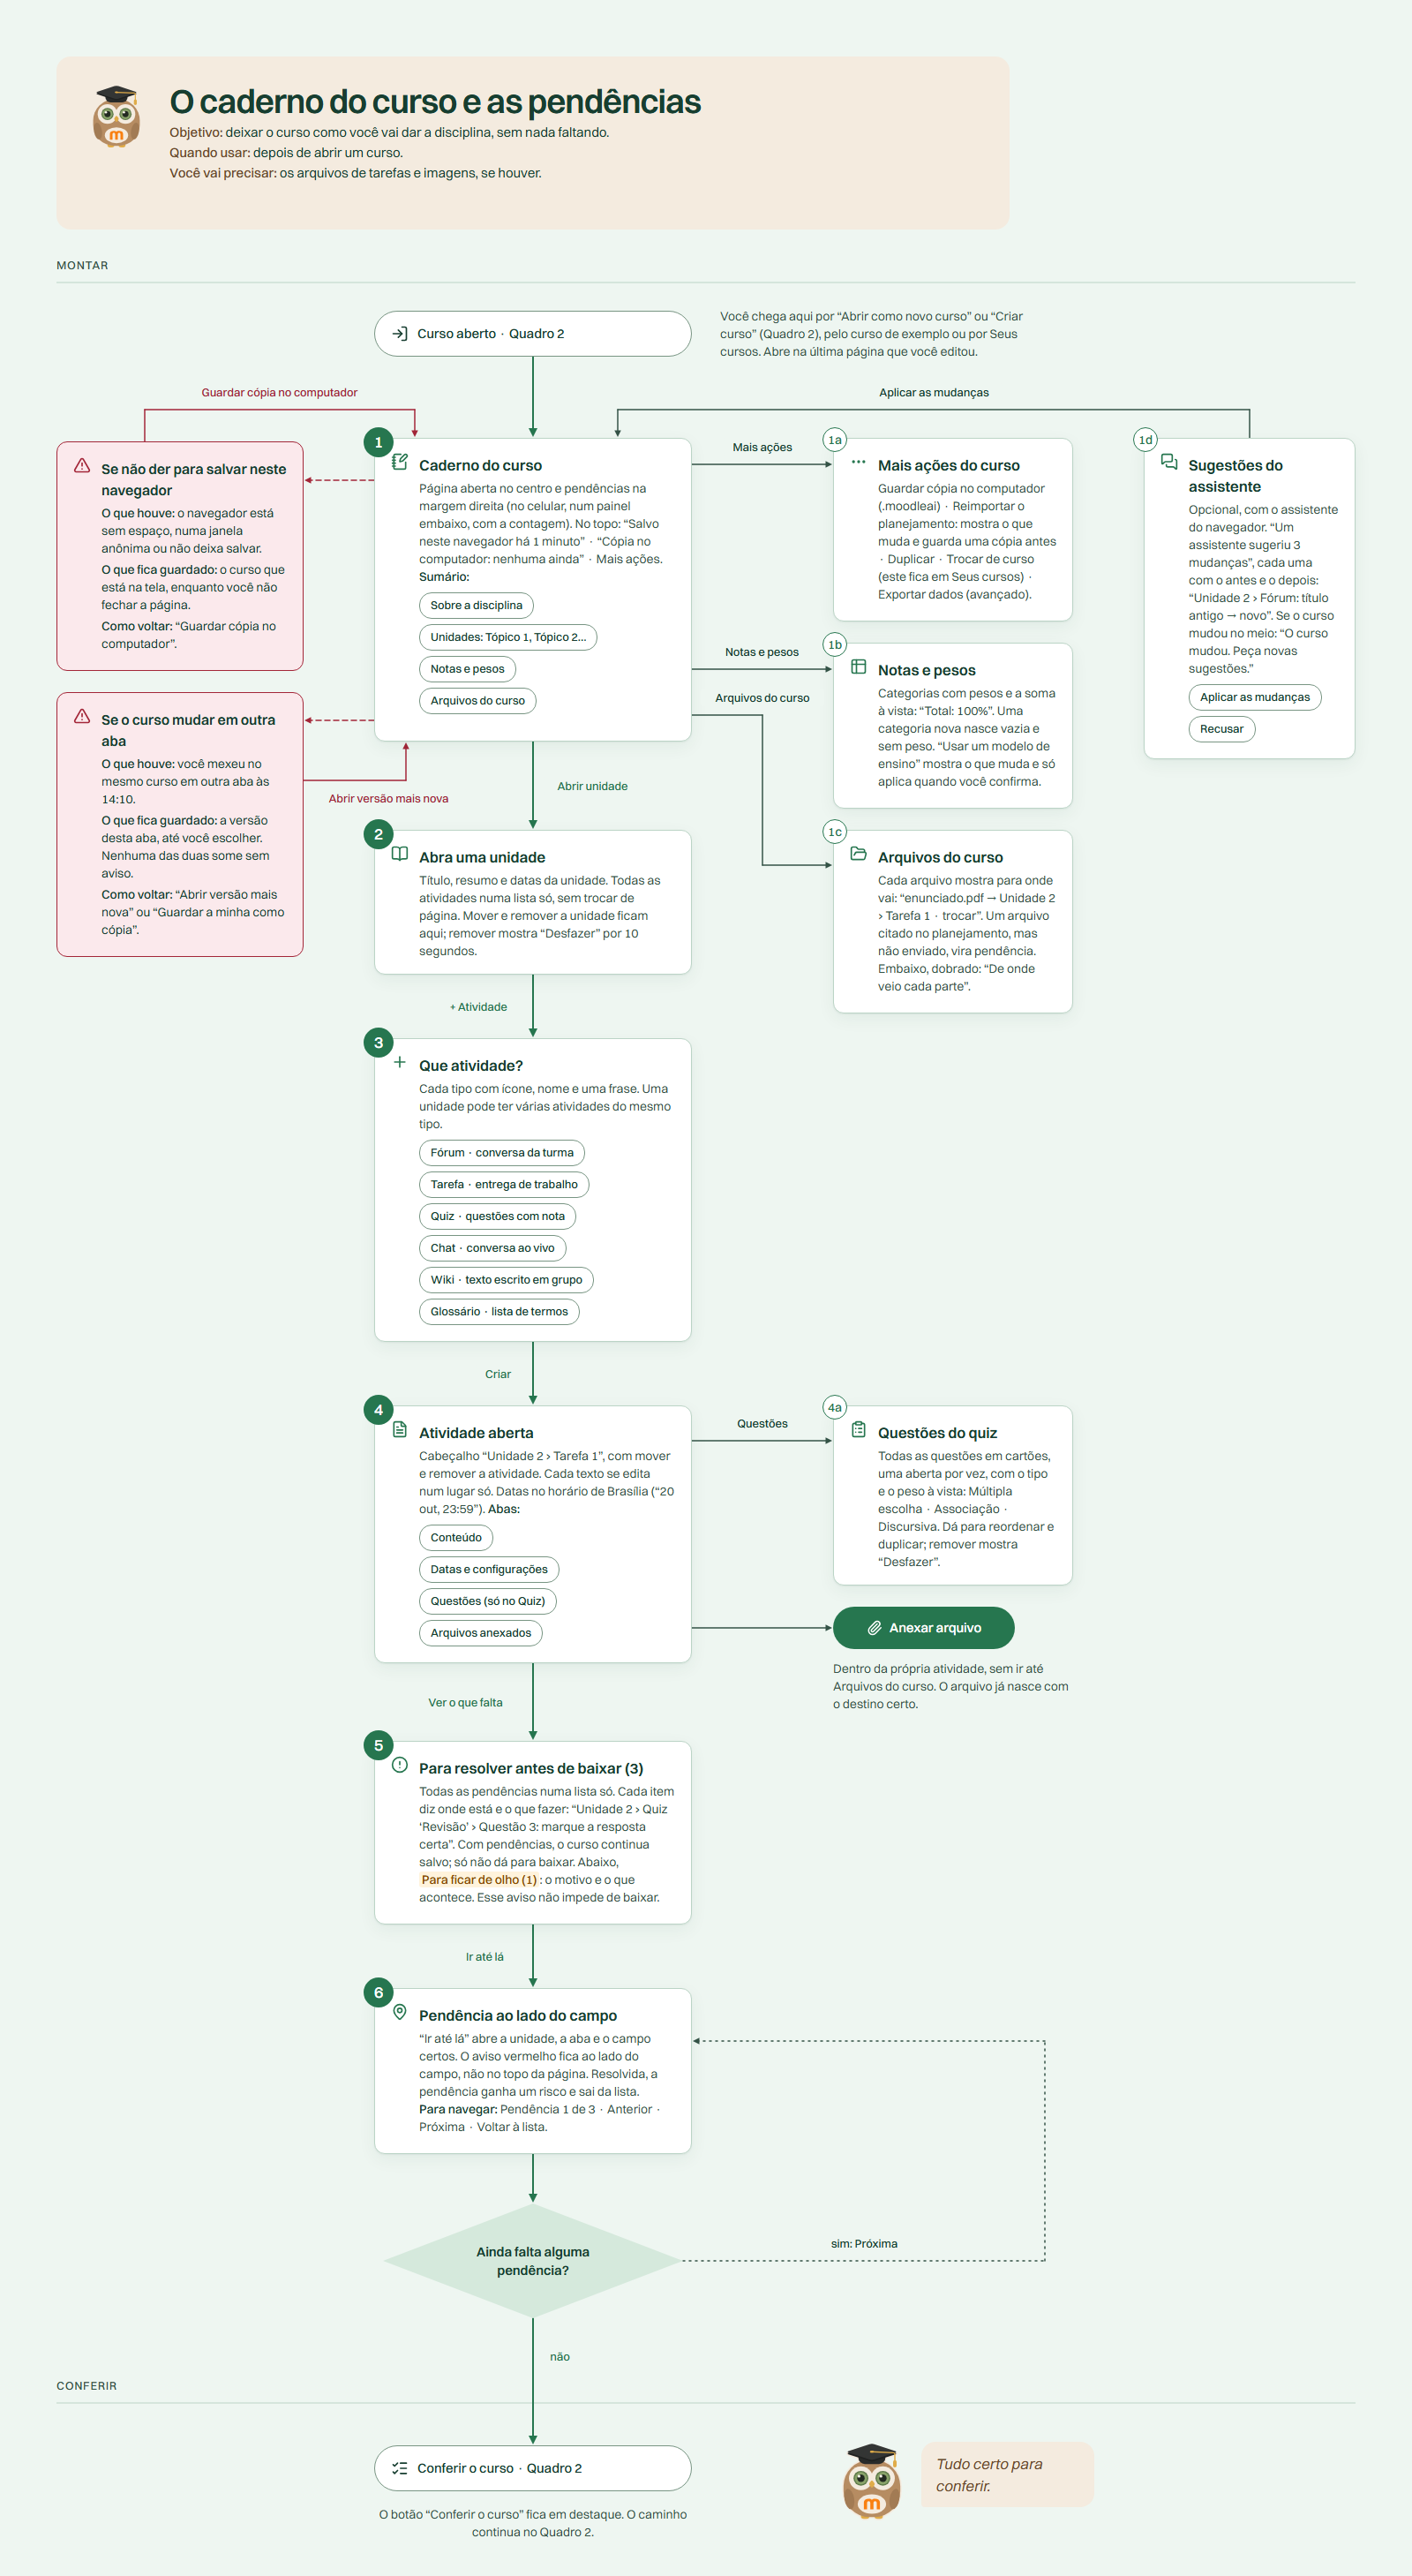 O caderno do curso e as pendências
Objetivo: deixar o curso como você vai dar a disciplina, sem nada faltando.
Quando usar: depois de abrir um curso.
Você vai precisar: os arquivos de tarefas e imagens, se houver.
m
MONTAR
Curso aberto · Quadro 2
Você chega aqui por “Abrir como novo curso” ou “Criar
curso” (Quadro 2), pelo curso de exemplo ou por Seus
cursos. Abre na última página que você editou.
Guardar cópia no computador
Aplicar as mudanças
Se não der para salvar neste
navegador
O que houve: o navegador está
sem espaço, numa janela
anônima ou não deixa salvar.
O que fica guardado: o curso que
está na tela, enquanto você não
fechar a página.
Como voltar: “Guardar cópia no
computador”.
1
Caderno do curso
Página aberta no centro e pendências na
margem direita (no celular, num painel
embaixo, com a contagem). No topo: “Salvo
neste navegador há 1 minuto” · “Cópia no
computador: nenhuma ainda” · Mais ações.
Sumário:
Sobre a disciplina
Unidades: Tópico 1, Tópico 2...
Notas e pesos
Arquivos do curso
Mais ações
1a
Mais ações do curso
Guardar cópia no computador
(.moodleai) · Reimportar o
planejamento: mostra o que
muda e guarda uma cópia antes
· Duplicar · Trocar de curso
(este fica em Seus cursos) ·
Exportar dados (avançado).
1d
Sugestões do
assistente
Opcional, com o assistente
do navegador. “Um
assistente sugeriu 3
mudanças”, cada uma
com o antes e o depois:
“Unidade 2 › Fórum: título
antigo → novo”. Se o curso
mudou no meio: “O curso
mudou. Peça novas
sugestões.”
Aplicar as mudanças
Recusar
Notas e pesos
1b
Notas e pesos
Categorias com pesos e a soma
à vista: “Total: 100%”. Uma
categoria nova nasce vazia e
sem peso. “Usar um modelo de
ensino” mostra o que muda e só
aplica quando você confirma.
Arquivos do curso
Se o curso mudar em outra
aba
O que houve: você mexeu no
mesmo curso em outra aba às
14:10.
O que fica guardado: a versão
desta aba, até você escolher.
Nenhuma das duas some sem
aviso.
Como voltar: “Abrir versão mais
nova” ou “Guardar a minha como
cópia”.
Abrir versão mais nova
Abrir unidade
2
Abra uma unidade
Título, resumo e datas da unidade. Todas as
atividades numa lista só, sem trocar de
página. Mover e remover a unidade ficam
aqui; remover mostra “Desfazer” por 10
segundos.
1c
Arquivos do curso
Cada arquivo mostra para onde
vai: “enunciado.pdf → Unidade 2
› Tarefa 1 · trocar”. Um arquivo
citado no planejamento, mas
não enviado, vira pendência.
Embaixo, dobrado: “De onde
veio cada parte”.
+ Atividade
3
Que atividade?
Cada tipo com ícone, nome e uma frase. Uma
unidade pode ter várias atividades do mesmo
tipo.
Fórum · conversa da turma
Tarefa · entrega de trabalho
Quiz · questões com nota
Chat · conversa ao vivo
Wiki · texto escrito em grupo
Glossário · lista de termos
Criar
4
Atividade aberta
Cabeçalho “Unidade 2 › Tarefa 1”, com mover
e remover a atividade. Cada texto se edita
num lugar só. Datas no horário de Brasília (“20
out, 23:59”). Abas:
Conteúdo
Datas e configurações
Questões (só no Quiz)
Arquivos anexados
Questões
4a
Questões do quiz
Todas as questões em cartões,
uma aberta por vez, com o tipo
e o peso à vista: Múltipla
escolha · Associação ·
Discursiva. Dá para reordenar e
duplicar; remover mostra
“Desfazer”.
Anexar arquivo
Dentro da própria atividade, sem ir até
Arquivos do curso. O arquivo já nasce com
o destino certo.
Ver o que falta
5
Para resolver antes de baixar (3)
Todas as pendências numa lista só. Cada item
diz onde está e o que fazer: “Unidade 2 › Quiz
‘Revisão’ › Questão 3: marque a resposta
certa”. Com pendências, o curso continua
salvo; só não dá para baixar. Abaixo,
Para ficar de olho (1) : o motivo e o que
acontece. Esse aviso não impede de baixar.
Ir até lá
6
Pendência ao lado do campo
“Ir até lá” abre a unidade, a aba e o campo
certos. O aviso vermelho fica ao lado do
campo, não no topo da página. Resolvida, a
pendência ganha um risco e sai da lista.
Para navegar: Pendência 1 de 3 · Anterior ·
Próxima · Voltar à lista.
Ainda falta alguma
pendência?
sim: Próxima
não
CONFERIR
Conferir o curso · Quadro 2
O botão “Conferir o curso” fica em destaque. O caminho
continua no Quadro 2.
m
Tudo certo para
conferir.